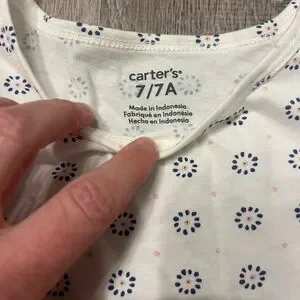 carter's
7/7A
Made in Indonesia
Fabriqué en Indonésie
Hecho en Indonesia